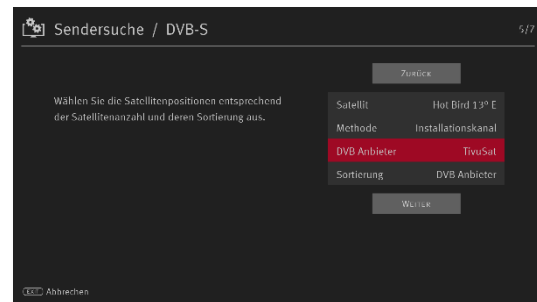 Sendersuche / DVB-S
5/7
Zurück
Wählen Sie die Satellitenpositionen entsprechend
der Satellitenanzahl und deren Sortierung aus.
Satellit Hot Bird 13° E
Methode Installationskanal
DVB Anbieter TivuSat
Sortierung DVB Anbieter
Weiter
EXIT Abbrechen